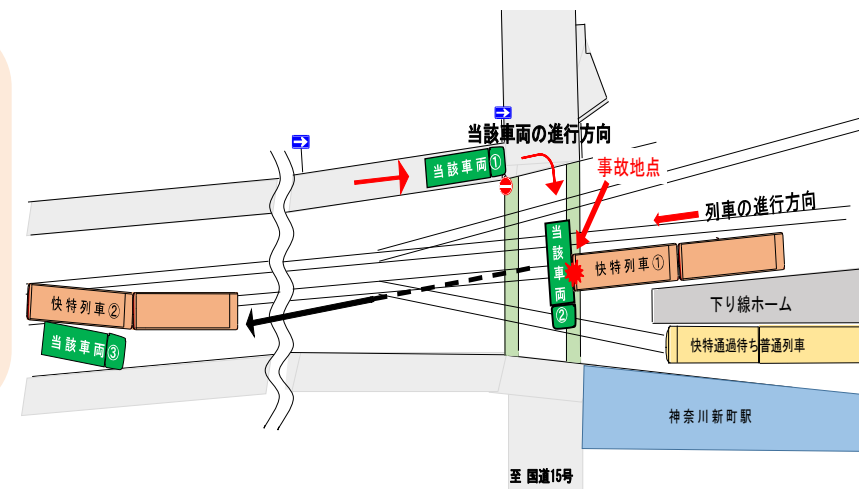 当該車両の進行方向
当該車両①
事故地点
列車の進行方向
当該車両②
快特列車①
快特列車②
当該車両③
下り線ホーム
快特通過待ち普通列車
神奈川新町駅
至 国道15号